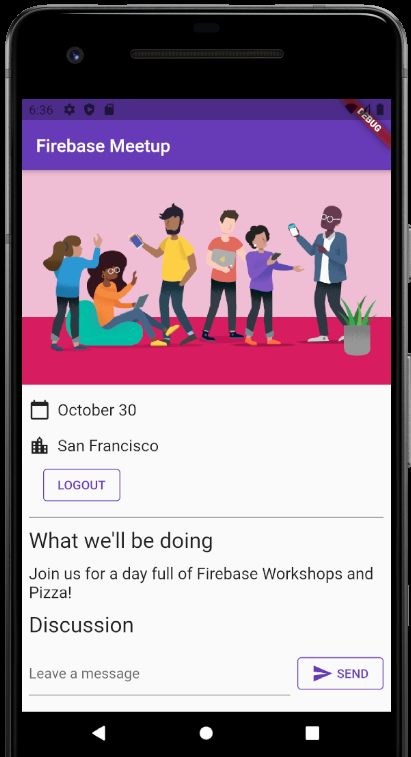 6:36
DEBUG
Firebase Meetup
October 30
San Francisco
LOGOUT
What we'll be doing
Join us for a day full of Firebase Workshops and
Pizza!
Discussion
Leave a message
SEND